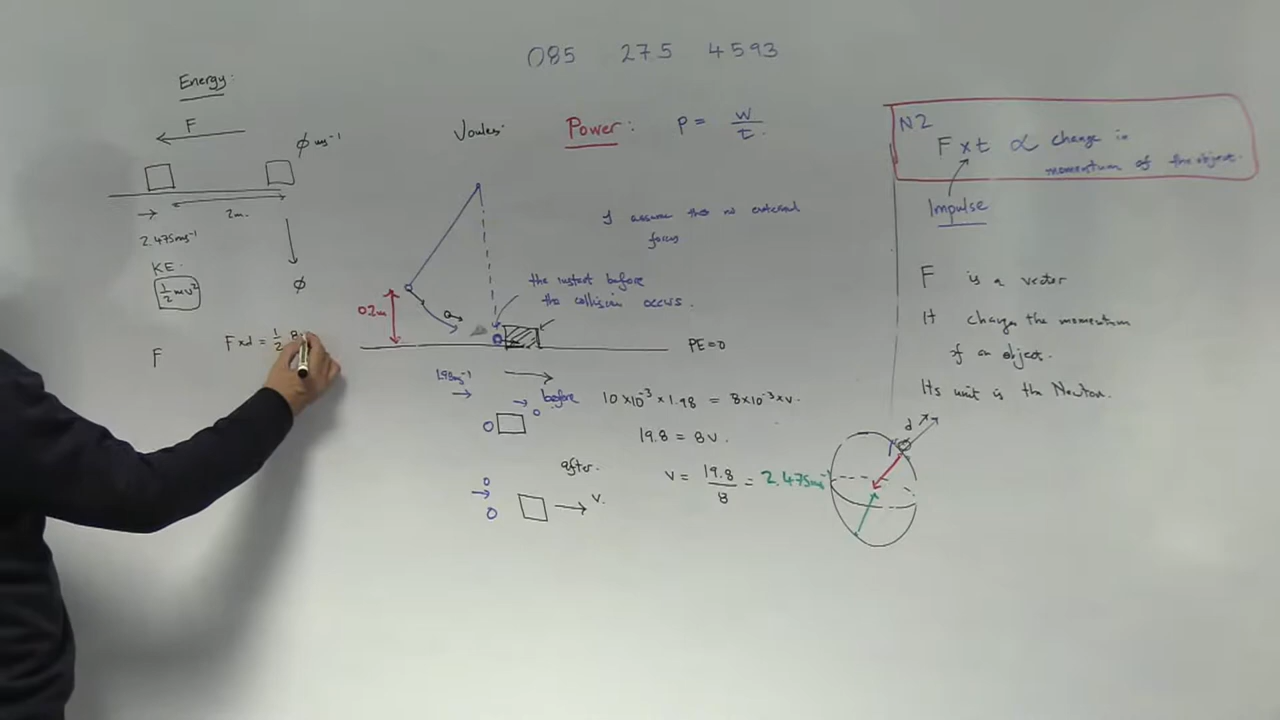 085 275 4593
Energy:
F
ϕ ms⁻¹
2m.
2.475ms⁻¹
ϕ
KE:
½mv²
F
Fxd = ½ 8
Joules:
Power: P = W/t.
I assume no external
the instant before
the collision occurs.
0.2m
PE=0
1.98ms⁻¹
before
10×10⁻³×1.98 = 8×10⁻³×v.
19.8 = 8v.
after.
v = 19.8/8 = 2.475ms⁻¹
0
v.
N2
F x t ∝ change in
momentum of the object.
Impulse
F is a vector
It changes the momentum
of an object.
Its unit is the Newton.
d